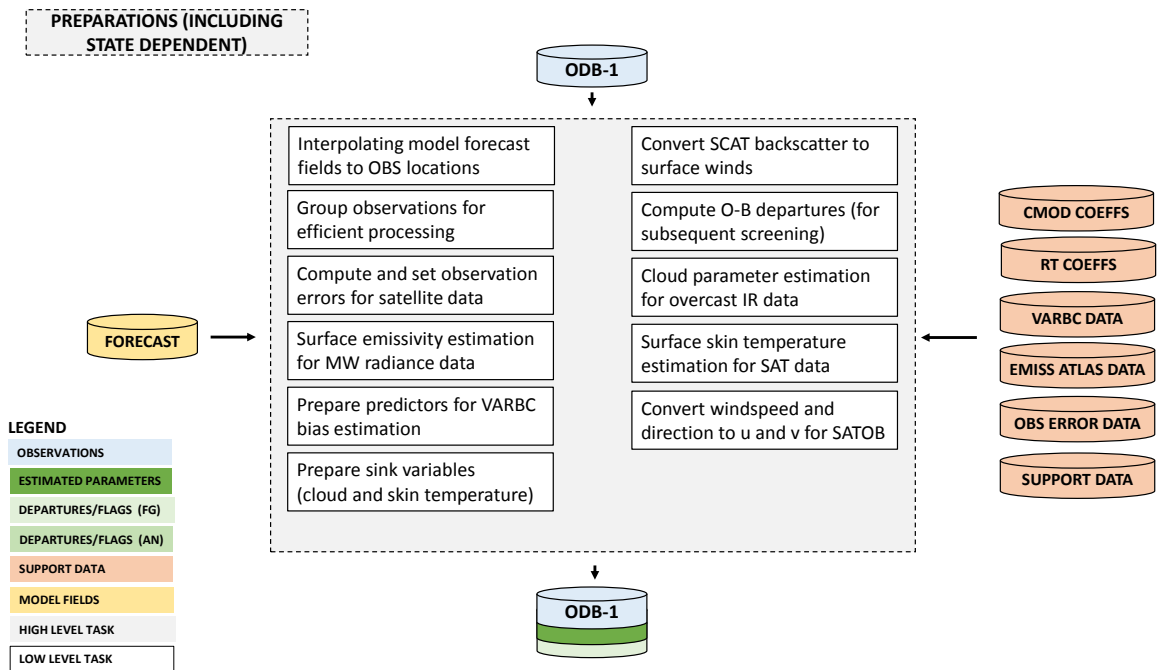 PREPARATIONS (INCLUDING
STATE DEPENDENT)
ODB-1
Interpolating model forecast
fields to OBS locations
Group observations for
efficient processing
Compute and set observation
errors for satellite data
Surface emissivity estimation
for MW radiance data
Prepare predictors for VARBC
bias estimation
Prepare sink variables
(cloud and skin temperature)
Convert SCAT backscatter to
surface winds
Compute O-B departures (for
subsequent screening)
Cloud parameter estimation
for overcast IR data
Surface skin temperature
estimation for SAT data
Convert windspeed and
direction to u and v for SATOB
FORECAST
CMOD COEFFS
RT COEFFS
VARBC DATA
EMISS ATLAS DATA
OBS ERROR DATA
SUPPORT DATA
LEGEND
OBSERVATIONS
ESTIMATED PARAMETERS
DEPARTURES/FLAGS (FG)
DEPARTURES/FLAGS (AN)
SUPPORT DATA
MODEL FIELDS
HIGH LEVEL TASK
LOW LEVEL TASK
ODB-1